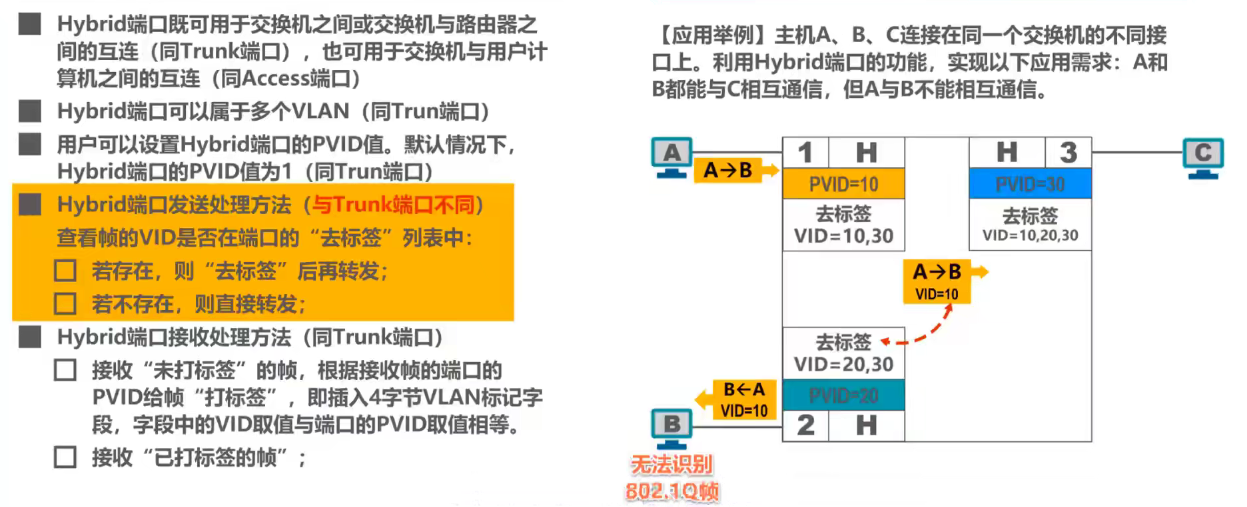 Hybrid端口既可用于交换机之间或交换机与路由器之
间的互连（同Trunk端口），也可用于交换机与用户计
算机之间的互连（同Access端口）
Hybrid端口可以属于多个VLAN（同Trun端口）
用户可以设置Hybrid端口的PVID值。默认情况下，
Hybrid端口的PVID值为1（同Trun端口）
Hybrid端口发送处理方法（与Trunk端口不同）
查看帧的VID是否在端口的“去标签”列表中：
若存在，则“去标签”后再转发；
若不存在，则直接转发；
Hybrid端口接收处理方法（同Trunk端口）
接收“未打标签”的帧，根据接收帧的端口的
PVID给帧“打标签”，即插入4字节VLAN标记字
段，字段中的VID取值与端口的PVID取值相等。
接收“已打标签的帧”；
【应用举例】主机A、B、C连接在同一个交换机的不同接
口上。利用Hybrid端口的功能，实现以下应用需求：A和
B都能与C相互通信，但A与B不能相互通信。
A
A→B
1 H
PVID=10
去标签
VID=10,30
H 3
PVID=30
去标签
VID=10,20,30
C
A→B
VID=10
去标签
VID=20,30
PVID=20
2 H
B←A
VID=10
B
无法识别
802.1Q帧